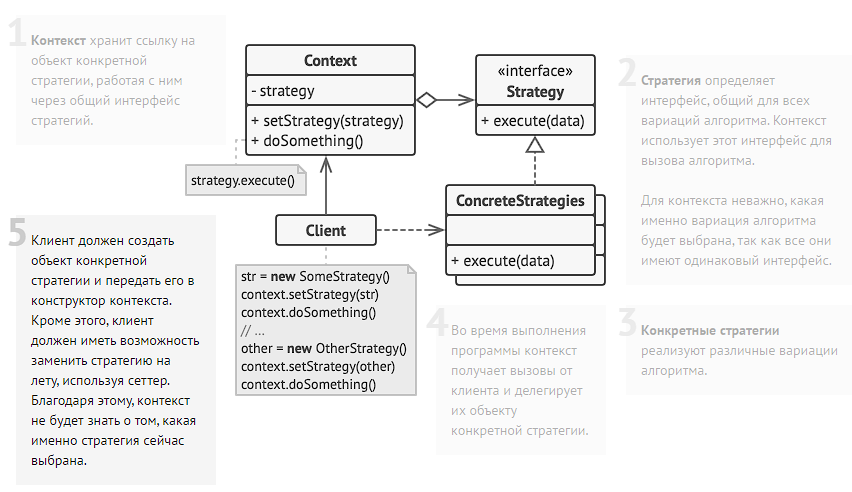 1
Контекст хранит ссылку на
объект конкретной
стратегии, работая с ним
через общий интерфейс
стратегий.
Context
- strategy
+ setStrategy(strategy)
+ doSomething()
strategy.execute()
«interface»
Strategy
+ execute(data)
2
Стратегия определяет
интерфейс, общий для всех
вариаций алгоритма. Контекст
использует этот интерфейс для
вызова алгоритма.
Для контекста неважно, какая
именно вариация алгоритма
будет выбрана, так как все они
имеют одинаковый интерфейс.
ConcreteStrategies
+ execute(data)
Client
5
Клиент должен создать
объект конкретной
стратегии и передать его в
конструктор контекста.
Кроме этого, клиент
должен иметь возможность
заменить стратегию на
лету, используя сеттер.
Благодаря этому, контекст
не будет знать о том, какая
именно стратегия сейчас
выбрана.
str = new SomeStrategy()
context.setStrategy(str)
context.doSomething()
// ...
other = new OtherStrategy()
context.setStrategy(other)
context.doSomething()
4
Во время выполнения
программы контекст
получает вызовы от
клиента и делегирует
их объекту
конкретной стратегии.
3
Конкретные стратегии
реализуют различные вариации
алгоритма.